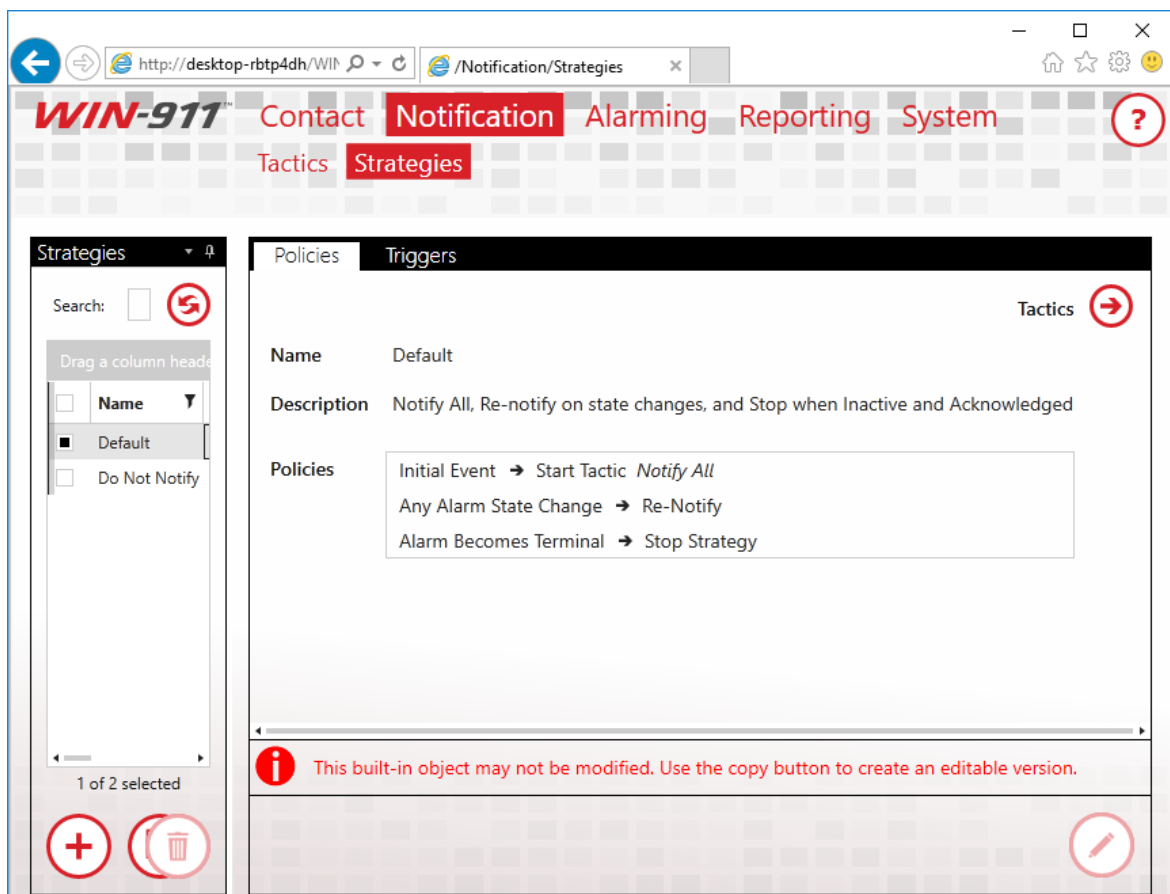 http://desktop-rbtp4dh/WIN
/Notification/Strategies
WIN-911™
Contact Notification Alarming Reporting System
?
Tactics Strategies
Strategies
Policies Triggers
Search:
Tactics
Drag a column heade
Name
Default
Do Not Notify
Name Default
Description Notify All, Re-notify on state changes, and Stop when Inactive and Acknowledged
Policies
Initial Event → Start Tactic Notify All
Any Alarm State Change → Re-Notify
Alarm Becomes Terminal → Stop Strategy
1 of 2 selected
This built-in object may not be modified. Use the copy button to create an editable version.